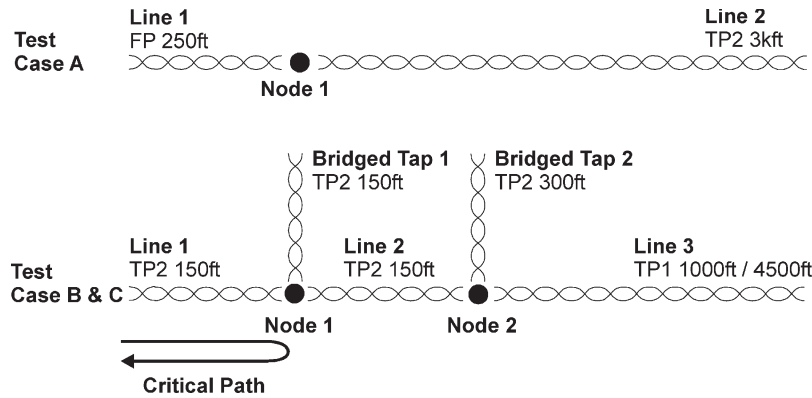 Line 1
FP 250ft
Line 2
TP2 3kft
Test
Case A
Node 1
Bridged Tap 1
TP2 150ft
Bridged Tap 2
TP2 300ft
Line 1
TP2 150ft
Line 2
TP2 150ft
Line 3
TP1 1000ft / 4500ft
Test
Case B & C
Node 1
Node 2
Critical Path